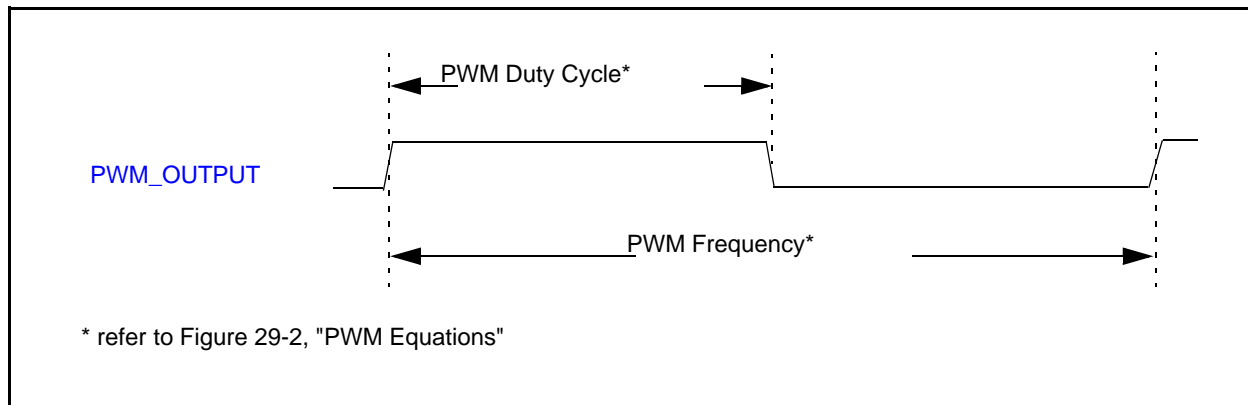 PWM Duty Cycle*
PWM_OUTPUT
PWM Frequency*
* refer to Figure 29-2, "PWM Equations"